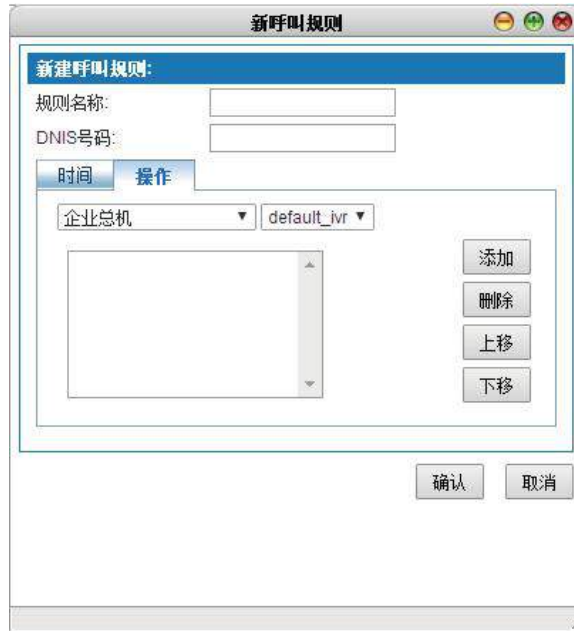 新呼叫规则
新建呼叫规则:
规则名称:
DNIS号码:
时间 操作
企业总机 default_ivr
添加
删除
上移
下移
确认 取消